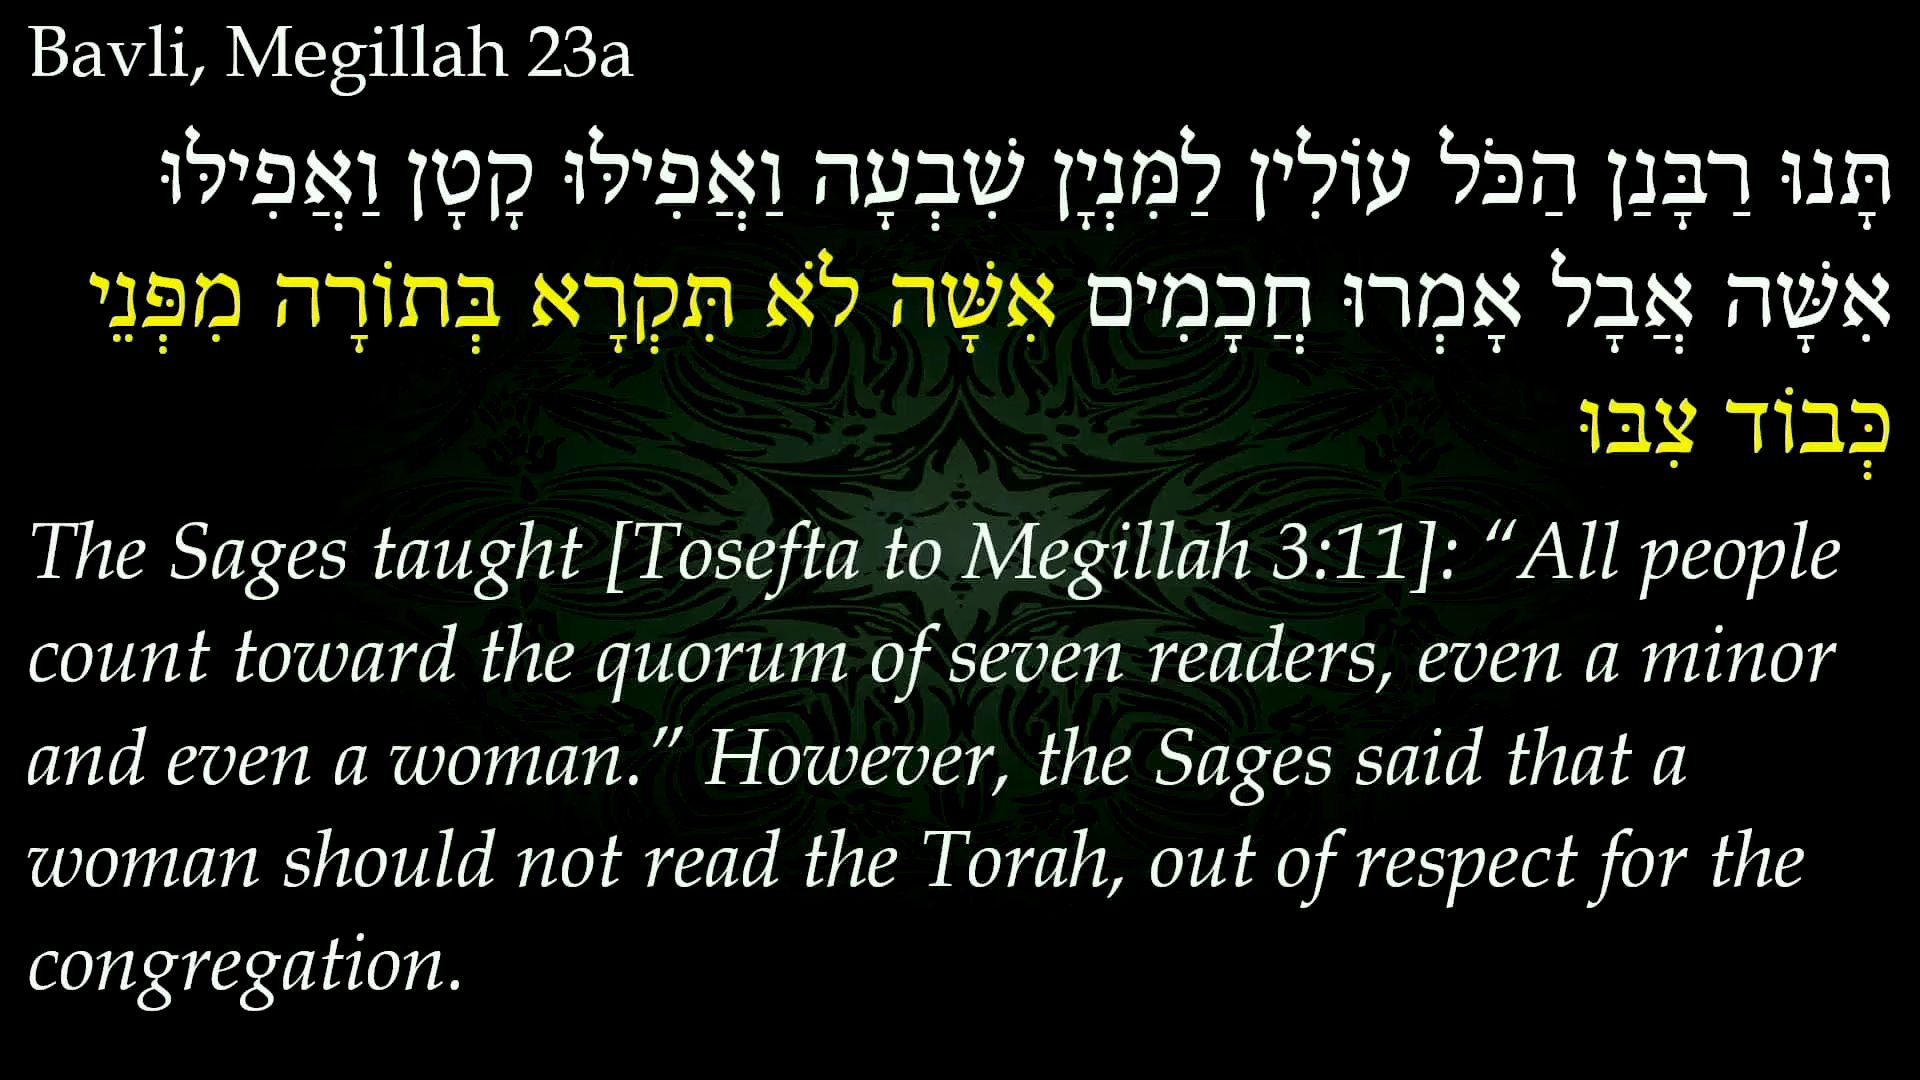 Bavli, Megillah 23a
תָּנוּ רַבָּנַן הַכֹּל עוֹלִין לַמִּנְיָן שִׁבְעָה וַאֲפִילּוּ קָטָן וַאֲפִילּוּ
אִשָּׁה אֲבָל אָמְרוּ חֲכָמִים אִשָּׁה לֹא תִּקְרָא בְּתוֹרָה מִפְּנֵי
כְּבוֹד צִבּוּ
The Sages taught [Tosefta to Megillah 3:11]: “All people
count toward the quorum of seven readers, even a minor
and even a woman.” However, the Sages said that a
woman should not read the Torah, out of respect for the
congregation.